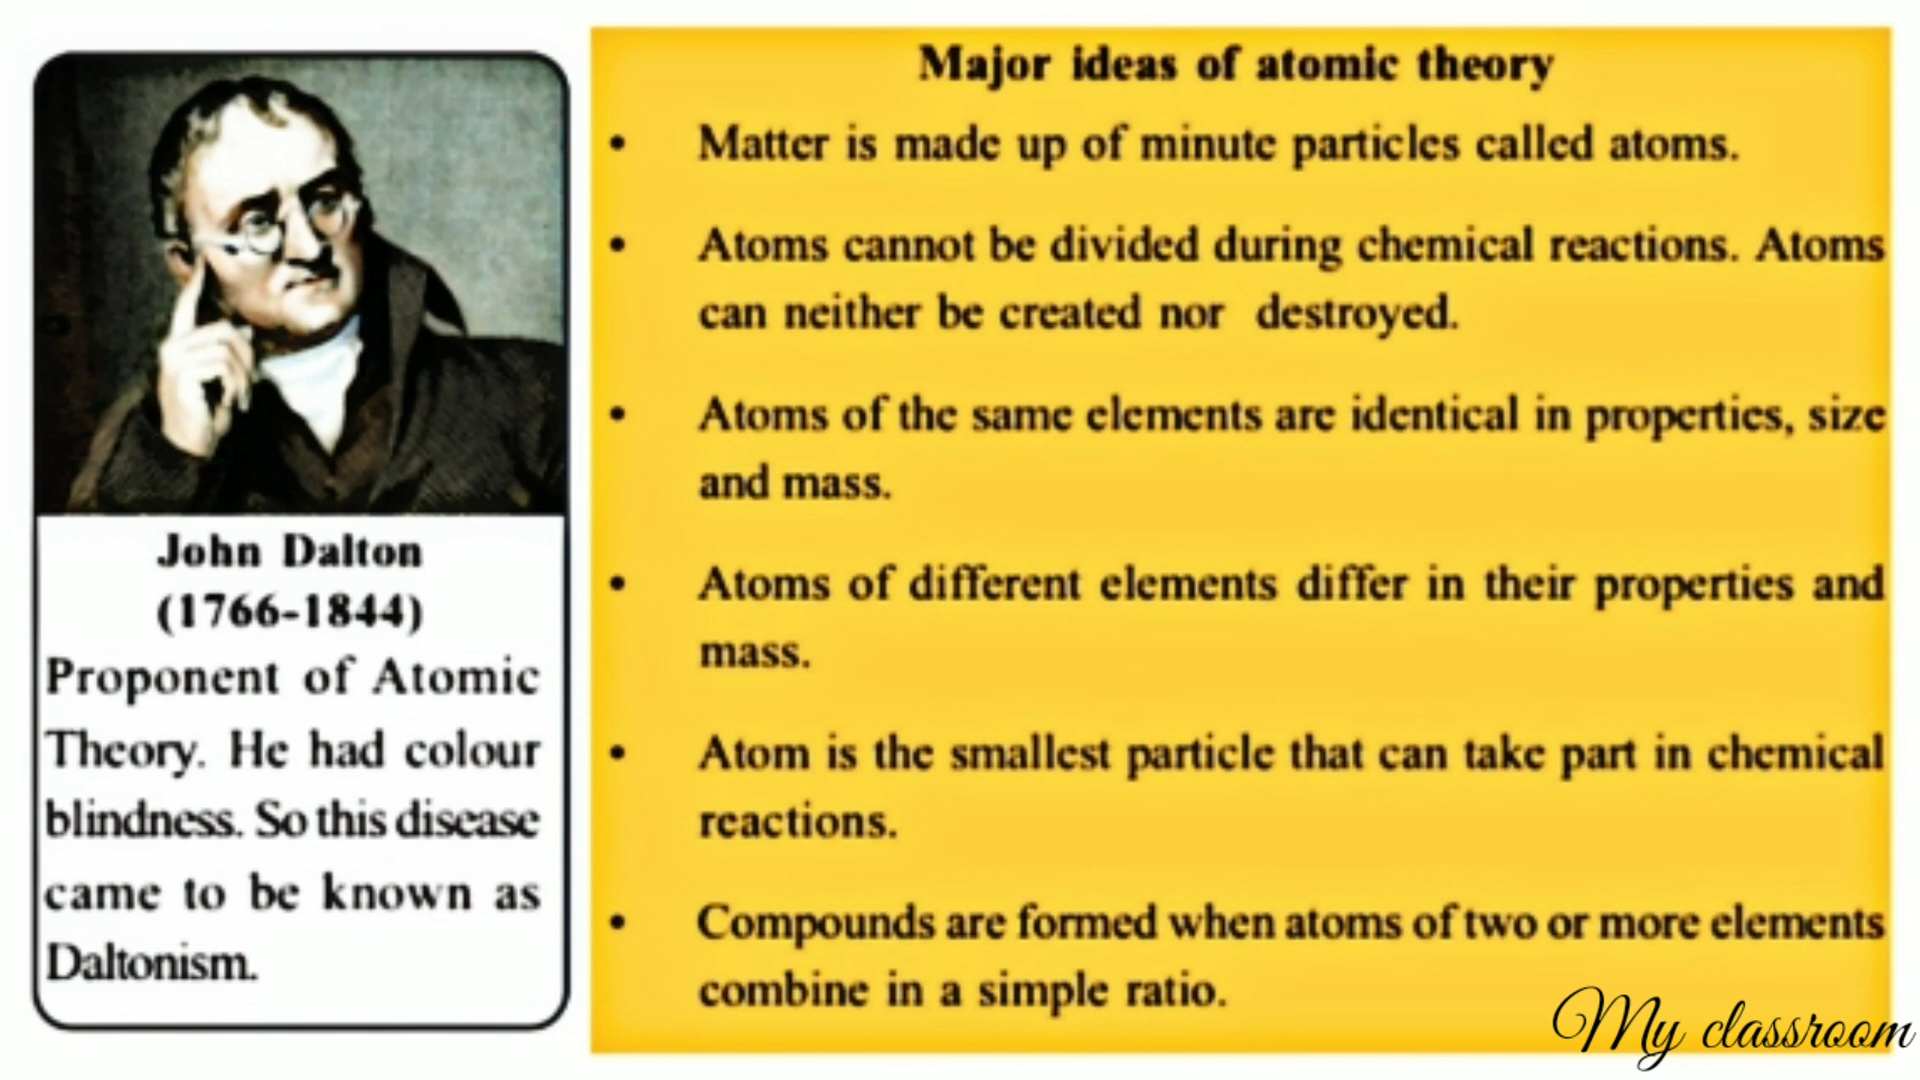 John Dalton
(1766-1844)
Proponent of Atomic
Theory. He had colour
blindness. So this disease
came to be known as
Daltonism.
Major ideas of atomic theory
• Matter is made up of minute particles called atoms.
• Atoms cannot be divided during chemical reactions. Atoms
can neither be created nor destroyed.
• Atoms of the same elements are identical in properties, size
and mass.
• Atoms of different elements differ in their properties and
mass.
• Atom is the smallest particle that can take part in chemical
reactions.
• Compounds are formed when atoms of two or more elements
combine in a simple ratio.
My classroom